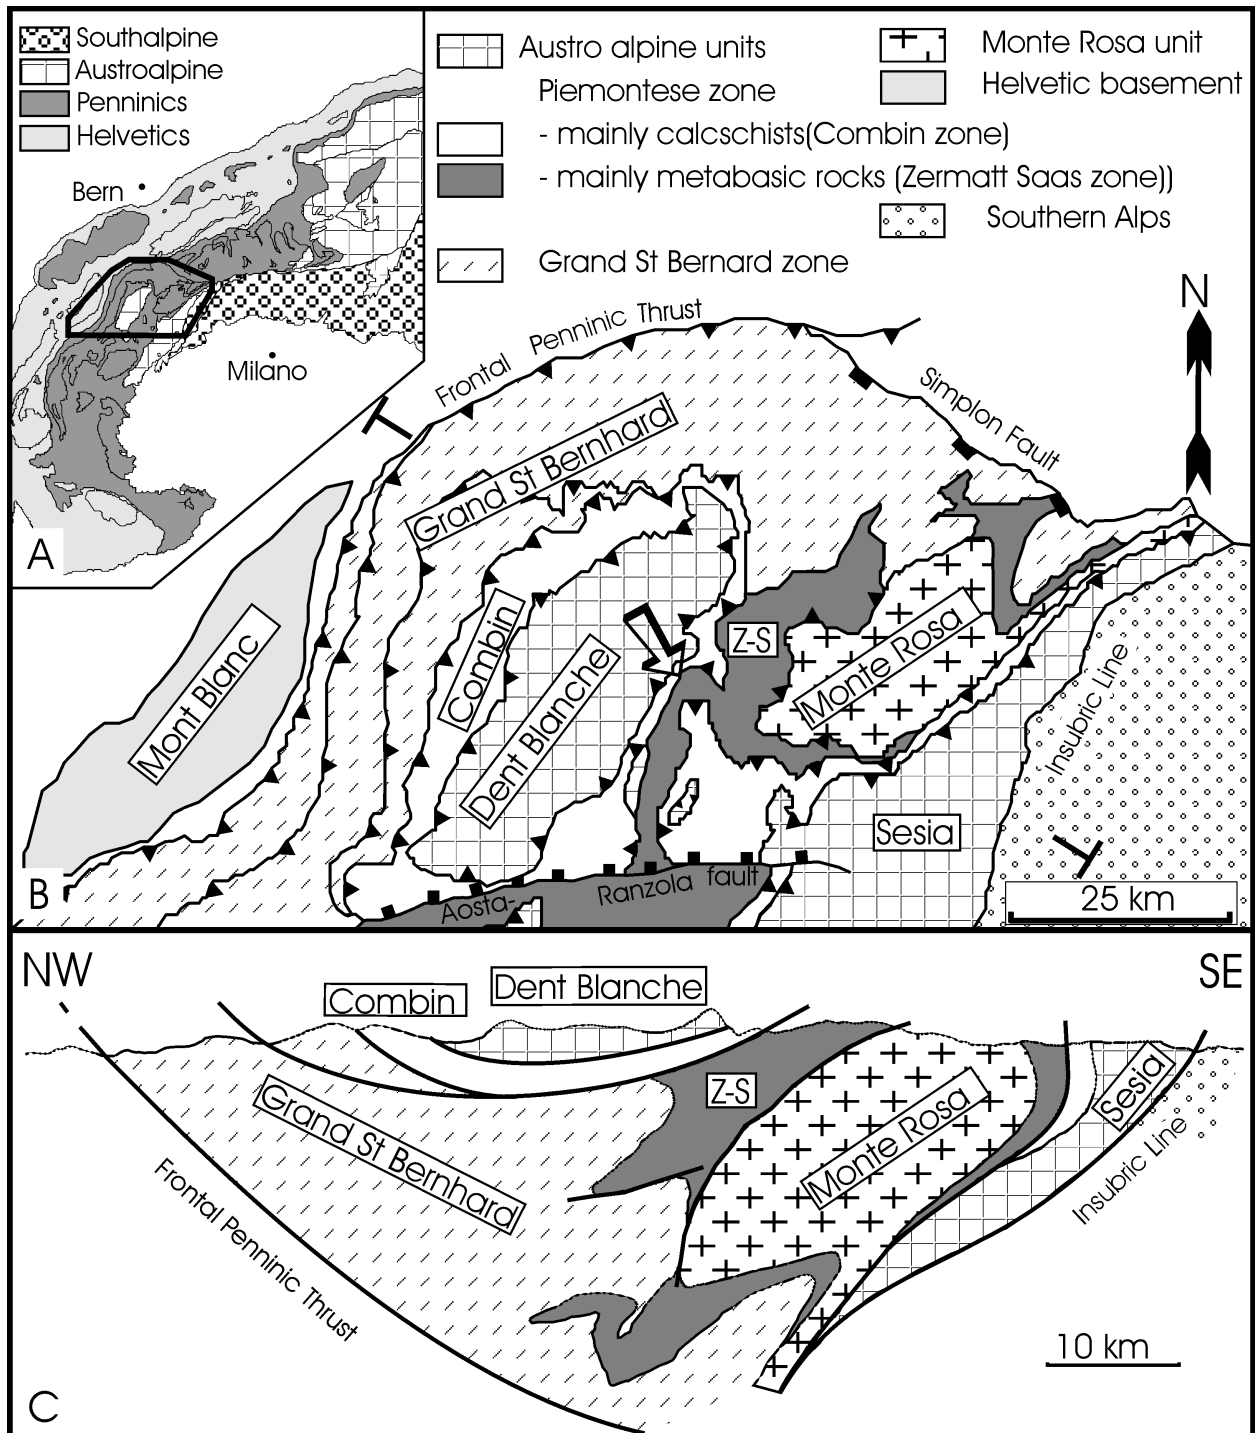 Southalpine
Austroalpine
Penninics
Helvetics
Bern
Milano
A
Austro alpine units
Piemontese zone
- mainly calcschists(Combin zone)
- mainly metabasic rocks (Zermatt Saas zone))
Grand St Bernard zone
Monte Rosa unit
Helvetic basement
Southern Alps
N
Frontal Penninic Thrust
Simplon Fault
Grand St Bernhard
Mont Blanc
Combin
Dent Blanche
Z-S
Monte Rosa
Insubric Line
Sesia
Aosta-
Ranzola fault
25 km
B
NW
SE
Combin
Dent Blanche
Z-S
Grand St Bernhard
Monte Rosa
Sesia
Frontal Penninic Thrust
Insubric Line
10 km
C